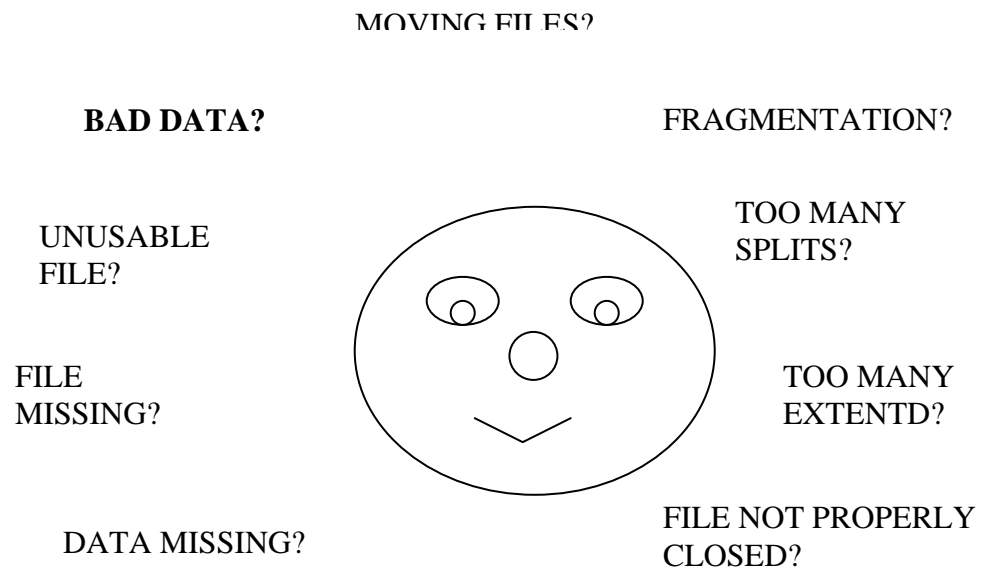 MOVING FILES?
BAD DATA?
FRAGMENTATION?
TOO MANY
SPLITS?
UNUSABLE
FILE?
FILE
MISSING?
TOO MANY
EXTENTD?
FILE NOT PROPERLY
CLOSED?
DATA MISSING?